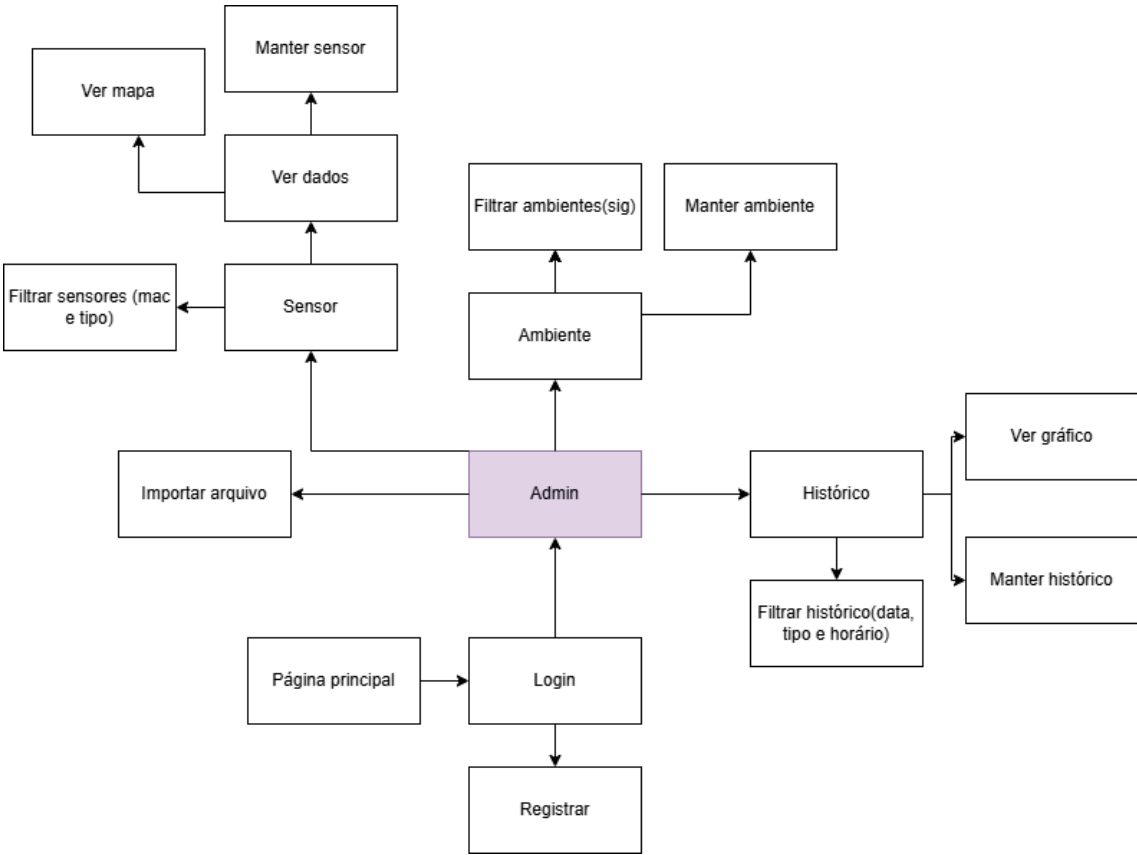 Manter sensor
Ver mapa
Ver dados
Filtrar ambientes(sig)
Manter ambiente
Filtrar sensores (mac
e tipo)
Sensor
Ambiente
Ver gráfico
Importar arquivo
Admin
Histórico
Manter histórico
Filtrar histórico(data,
tipo e horário)
Página principal
Login
Registrar